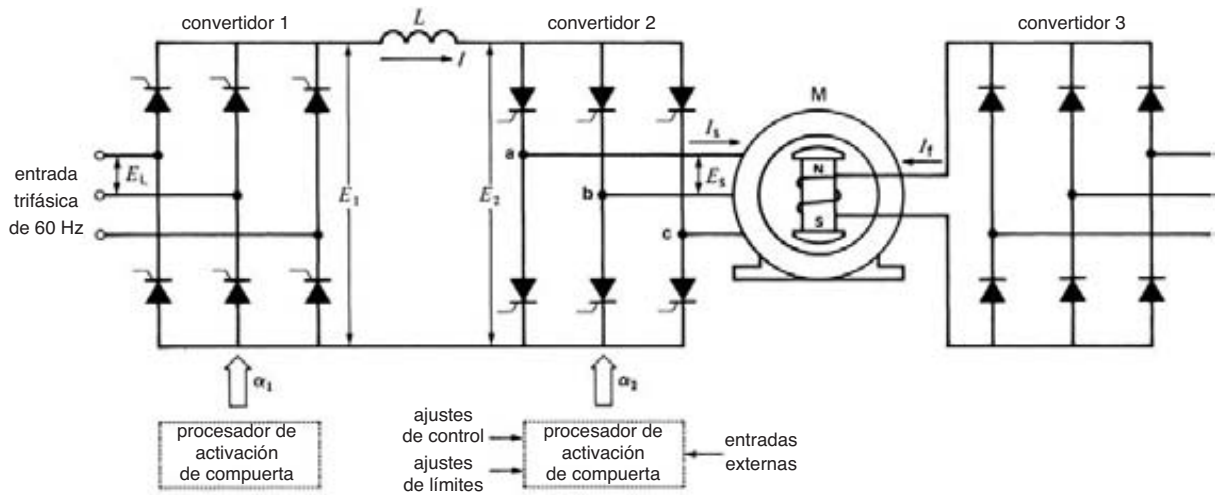 convertidor 1
L
convertidor 2
convertidor 3
I
M
entrada
trifásica
de 60 Hz
E_L
E_1
E_2
a
b
c
I_s
E_s
N
S
I_f
α_1
α_2
procesador de
activación
de compuerta
ajustes
de control
ajustes
de límites
procesador de
activación
de compuerta
entradas
externas